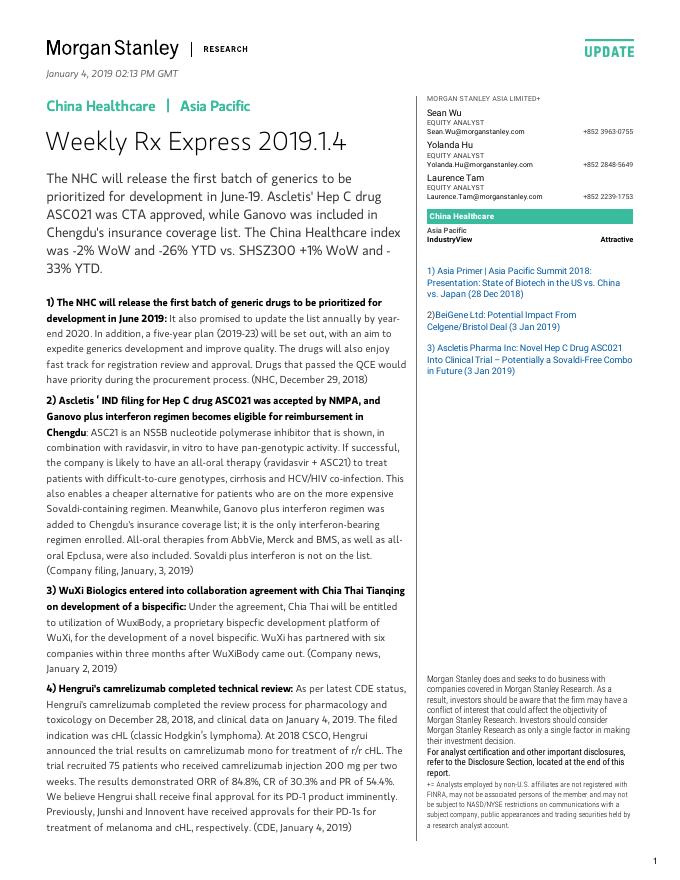 Morgan Stanley | RESEARCH
UPDATE
January 4, 2019 02:13 PM GMT
China Healthcare | Asia Pacific
Weekly Rx Express 2019.1.4
The NHC will release the first batch of generics to be
prioritized for development in June-19. Ascletis' Hep C drug
ASC021 was CTA approved, while Ganovo was included in
Chengdu's insurance coverage list. The China Healthcare index
was -2% WoW and -26% YTD vs. SHSZ300 +1% WoW and -
33% YTD.
1) The NHC will release the first batch of generic drugs to be prioritized for
development in June 2019: It also promised to update the list annually by year-
end 2020. In addition, a five-year plan (2019-23) will be set out, with an aim to
expedite generics development and improve quality. The drugs will also enjoy
fast track for registration review and approval. Drugs that passed the QCE would
have priority during the procurement process. (NHC, December 29, 2018)
2) Ascletis ' IND filing for Hep C drug ASC021 was accepted by NMPA, and
Ganovo plus interferon regimen becomes eligible for reimbursement in
Chengdu: ASC21 is an NS5B nucleotide polymerase inhibitor that is shown, in
combination with ravidasvir, in vitro to have pan-genotypic activity. If successful,
the company is likely to have an all-oral therapy (ravidasvir + ASC21) to treat
patients with difficult-to-cure genotypes, cirrhosis and HCV/HIV co-infection. This
also enables a cheaper alternative for patients who are on the more expensive
Sovaldi-containing regimen. Meanwhile, Ganovo plus interferon regimen was
added to Chengdu's insurance coverage list; it is the only interferon-bearing
regimen enrolled. All-oral therapies from AbbVie, Merck and BMS, as well as all-
oral Epclusa, were also included. Sovaldi plus interferon is not on the list.
(Company filing, January, 3, 2019)
3) WuXi Biologics entered into collaboration agreement with Chia Thai Tianqing
on development of a bispecific: Under the agreement, Chia Thai will be entitled
to utilization of WuxiBody, a proprietary bispecfic development platform of
WuXi, for the development of a novel bispecific. WuXi has partnered with six
companies within three months after WuXiBody came out. (Company news,
January 2, 2019)
4) Hengrui's camrelizumab completed technical review: As per latest CDE status,
Hengrui's camrelizumab completed the review process for pharmacology and
toxicology on December 28, 2018, and clinical data on January 4, 2019. The filed
indication was cHL (classic Hodgkin's lymphoma). At 2018 CSCO, Hengrui
announced the trial results on camrelizumab mono for treatment of r/r cHL. The
trial recruited 75 patients who received camrelizumab injection 200 mg per two
weeks. The results demonstrated ORR of 84.8%, CR of 30.3% and PR of 54.4%.
We believe Hengrui shall receive final approval for its PD-1 product imminently.
Previously, Junshi and Innovent have received approvals for their PD-1s for
treatment of melanoma and cHL, respectively. (CDE, January 4, 2019)
MORGAN STANLEY ASIA LIMITED+
Sean Wu
EQUITY ANALYST
Sean.Wu@morganstanley.com +852 3963-0755
Yolanda Hu
EQUITY ANALYST
Yolanda.Hu@morganstanley.com +852 2848-5649
Laurence Tam
EQUITY ANALYST
Laurence.Tam@morganstanley.com +852 2239-1753
China Healthcare
Asia Pacific
IndustryView Attractive
1) Asia Primer | Asia Pacific Summit 2018:
Presentation: State of Biotech in the US vs. China
vs. Japan (28 Dec 2018)
2)BeiGene Ltd: Potential Impact From
Celgene/Bristol Deal (3 Jan 2019)
3) Ascletis Pharma Inc: Novel Hep C Drug ASC021
Into Clinical Trial – Potentially a Sovaldi-Free Combo
in Future (3 Jan 2019)
Morgan Stanley does and seeks to do business with
companies covered in Morgan Stanley Research. As a
result, investors should be aware that the firm may have a
conflict of interest that could affect the objectivity of
Morgan Stanley Research. Investors should consider
Morgan Stanley Research as only a single factor in making
their investment decision.
For analyst certification and other important disclosures,
refer to the Disclosure Section, located at the end of this
report.
+= Analysts employed by non-U.S. affiliates are not registered with
FINRA, may not be associated persons of the member and may not
be subject to NASD/NYSE restrictions on communications with a
subject company, public appearances and trading securities held by
a research analyst account.
1